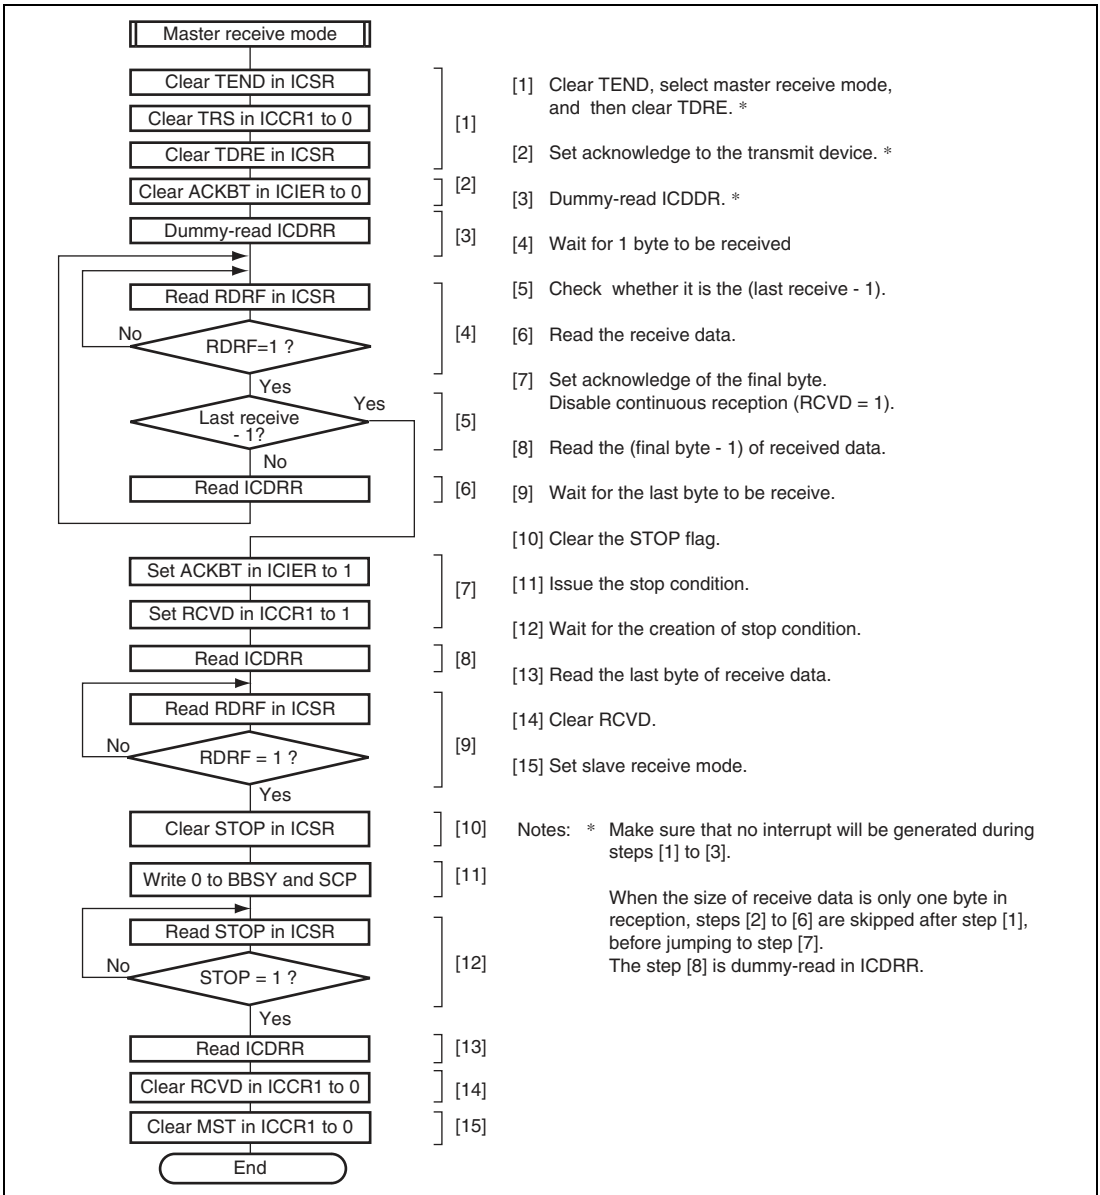 Master receive mode
Clear TEND in ICSR
Clear TRS in ICCR1 to 0
Clear TDRE in ICSR
[1]
Clear ACKBT in ICIER to 0
[2]
Dummy-read ICDRR
[3]
Read RDRF in ICSR
No
RDRF=1 ?
[4]
Yes
Yes
Last receive
- 1?
[5]
No
Read ICDRR
[6]
Set ACKBT in ICIER to 1
[7]
Set RCVD in ICCR1 to 1
Read ICDRR
[8]
Read RDRF in ICSR
No
RDRF = 1 ?
[9]
Yes
Clear STOP in ICSR
[10]
Write 0 to BBSY and SCP
[11]
Read STOP in ICSR
No
STOP = 1 ?
[12]
Yes
Read ICDRR
[13]
Clear RCVD in ICCR1 to 0
[14]
Clear MST in ICCR1 to 0
[15]
End
[1] Clear TEND, select master receive mode,
and then clear TDRE. *
[2] Set acknowledge to the transmit device. *
[3] Dummy-read ICDDR. *
[4] Wait for 1 byte to be received
[5] Check whether it is the (last receive - 1).
[6] Read the receive data.
[7] Set acknowledge of the final byte.
Disable continuous reception (RCVD = 1).
[8] Read the (final byte - 1) of received data.
[9] Wait for the last byte to be receive.
[10] Clear the STOP flag.
[11] Issue the stop condition.
[12] Wait for the creation of stop condition.
[13] Read the last byte of receive data.
[14] Clear RCVD.
[15] Set slave receive mode.
Notes: * Make sure that no interrupt will be generated during
steps [1] to [3].
When the size of receive data is only one byte in
reception, steps [2] to [6] are skipped after step [1],
before jumping to step [7].
The step [8] is dummy-read in ICDRR.